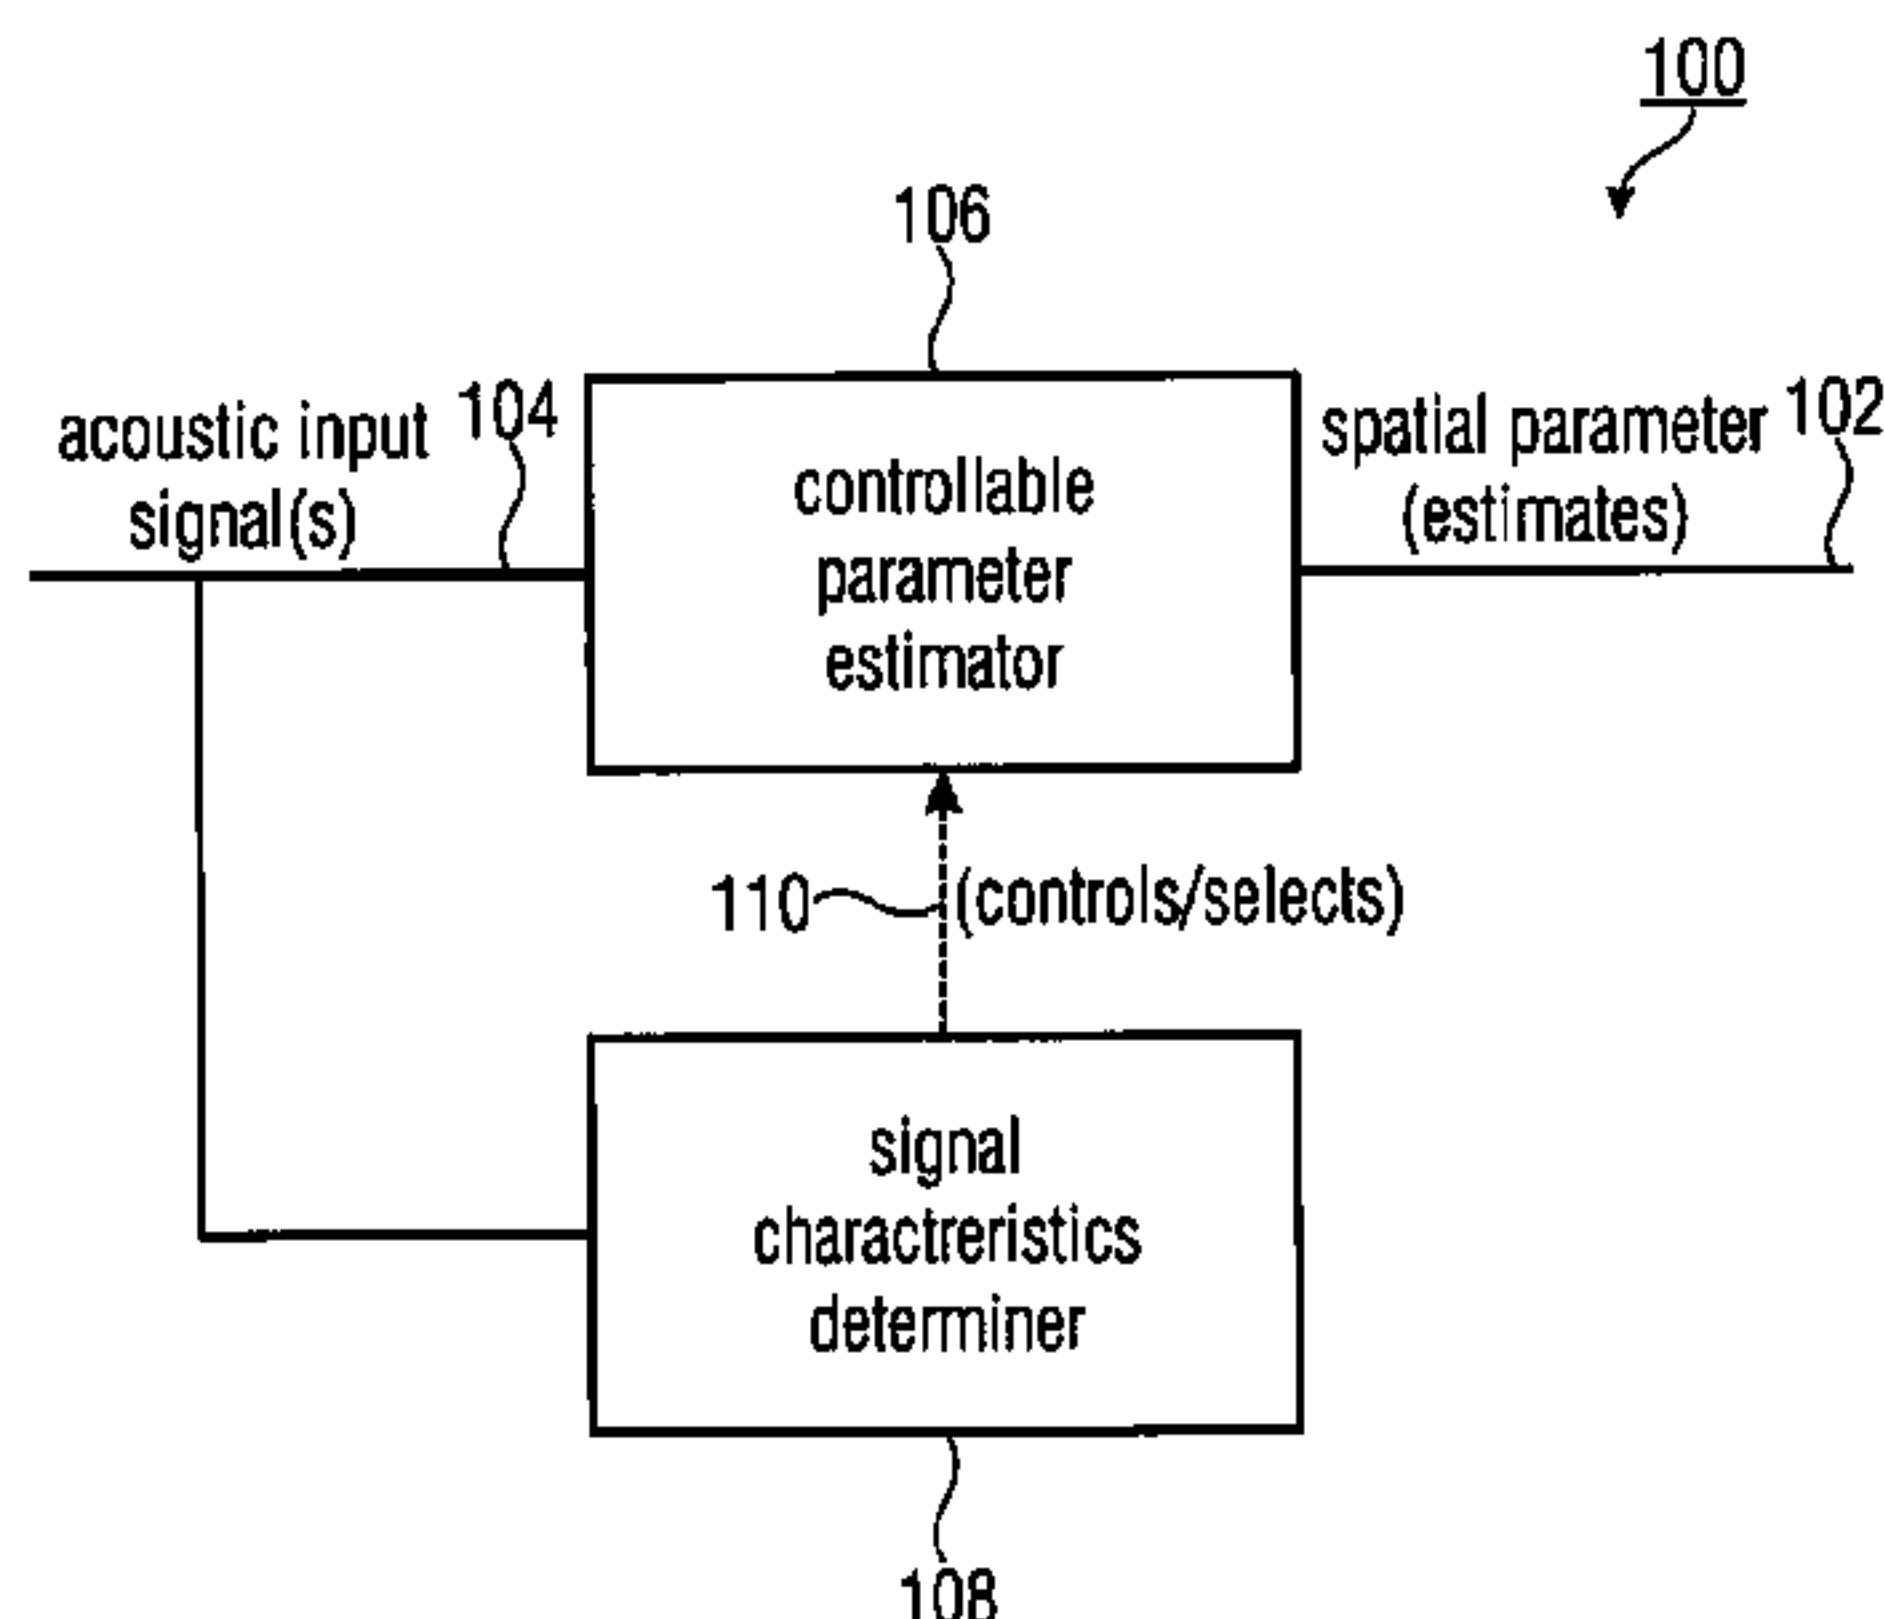 100
106
acoustic input
signal(s)
104
controllable
parameter
estimator
spatial parameter
(estimates)
102
110
(controls/selects)
signal
charactreristics
determiner
108